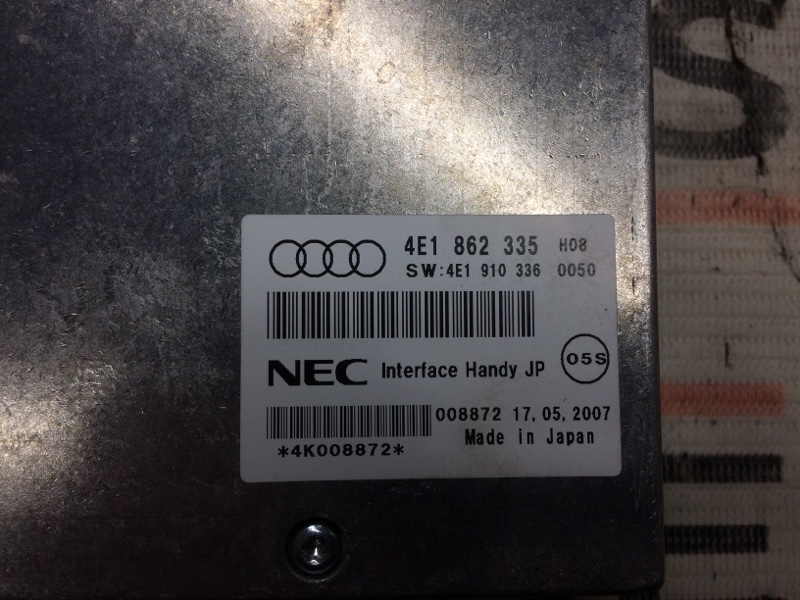 4E1 862 335 H08
SW:4E1 910 336 0050
NEC Interface Handy JP 05S
008872 17,05,2007
*4K008872* Made in Japan